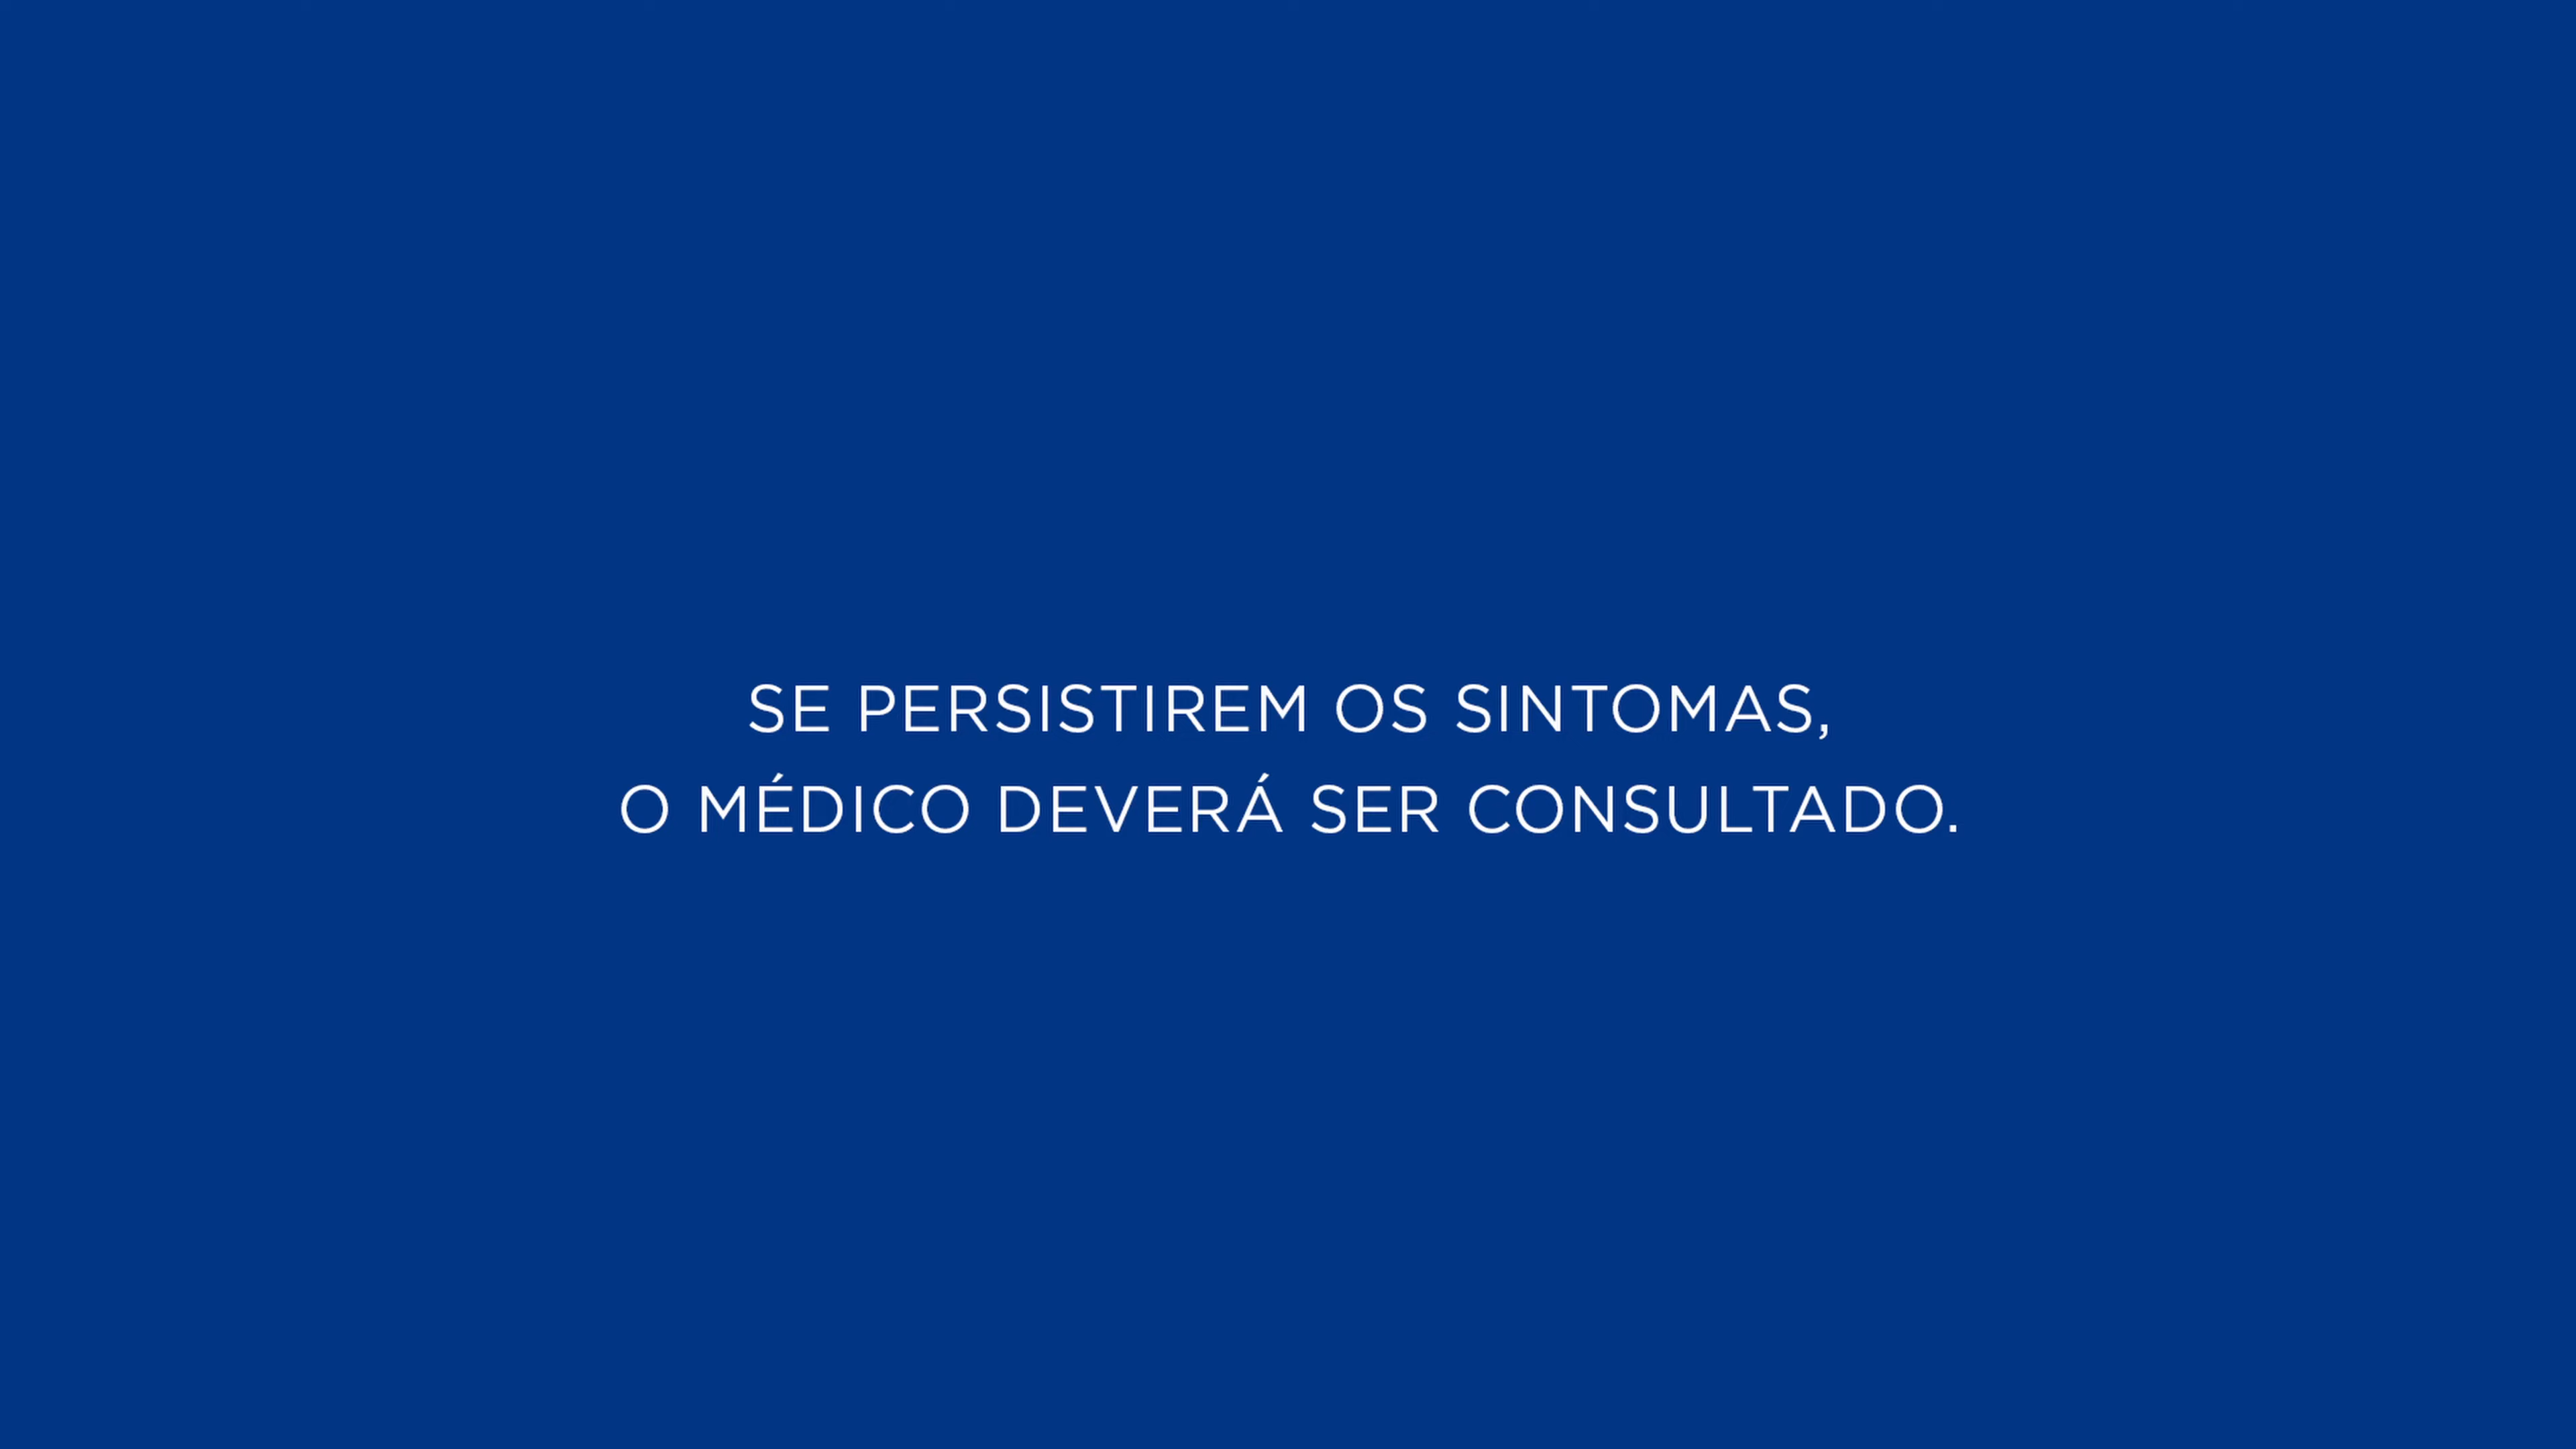 SE PERSISTIREM OS SINTOMAS,
O MÉDICO DEVERÁ SER CONSULTADO.